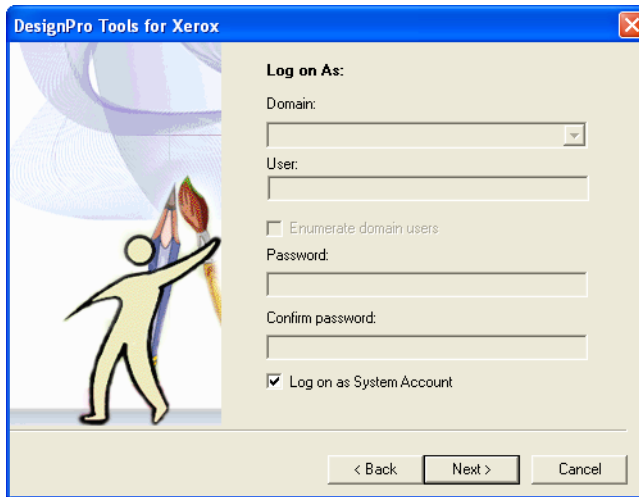 DesignPro Tools for Xerox
Log on As:
Domain:
User:
Enumerate domain users
Password:
Confirm password:
Log on as System Account
< Back Next > Cancel